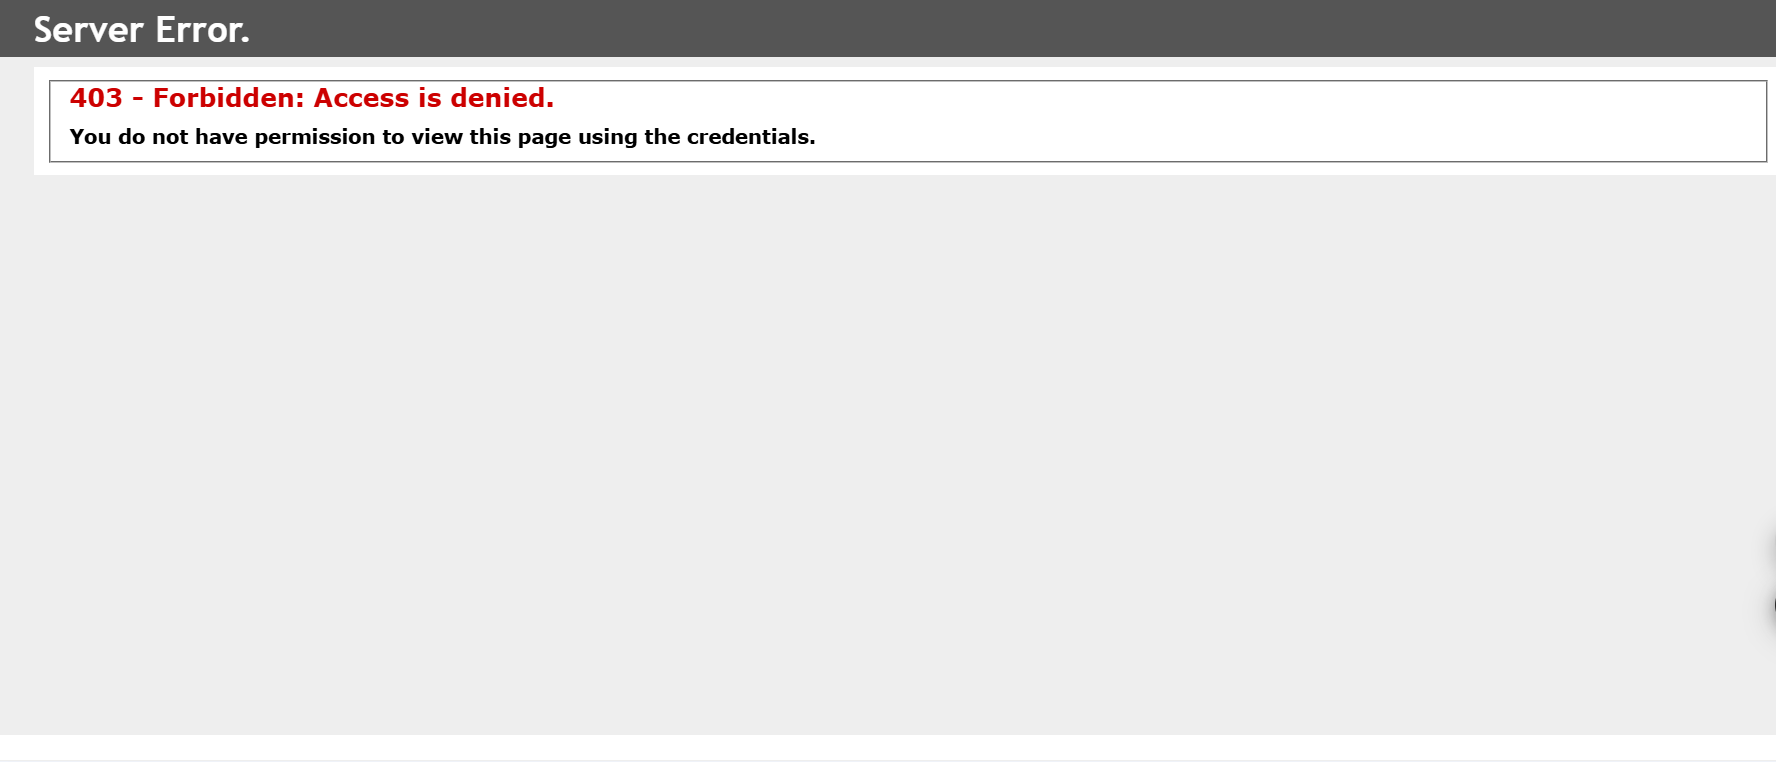 Server Error.
403 - Forbidden: Access is denied.
You do not have permission to view this page using the credentials.